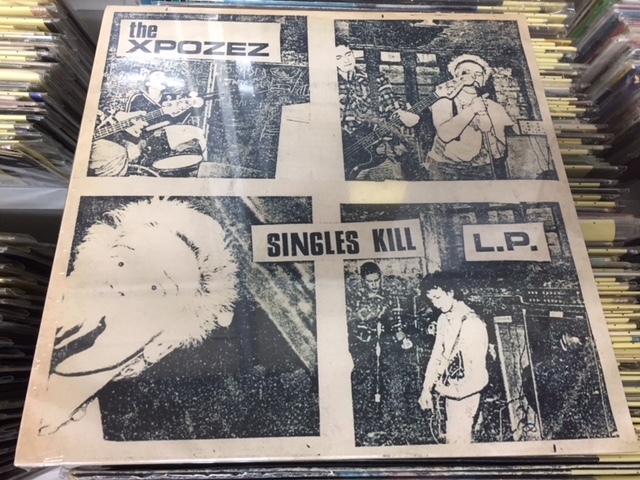 the
XPOZEZ
SINGLES KILL
L.P.